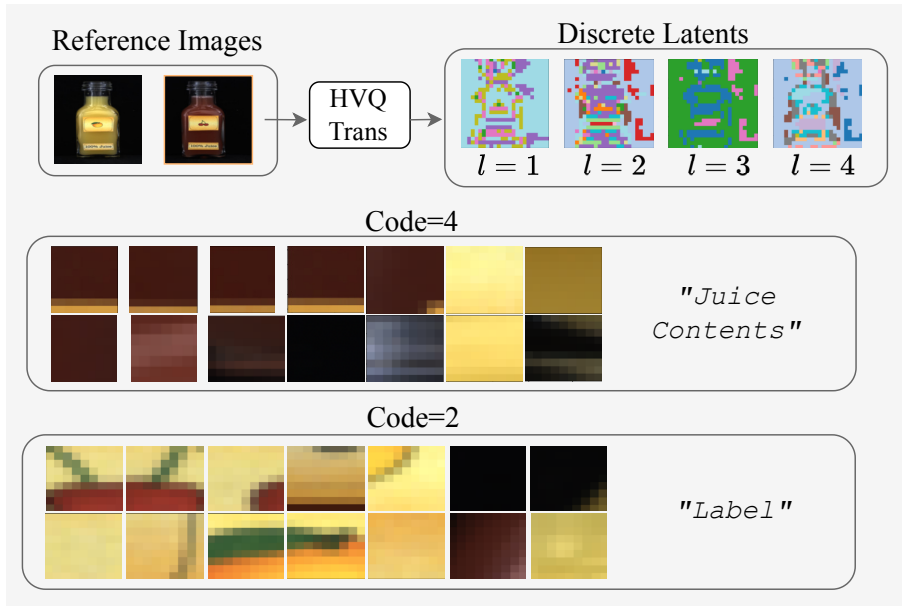 Reference Images
Discrete Latents
HVQ
Trans
l = 1
l = 2
l = 3
l = 4
Code=4
"Juice
Contents"
Code=2
"Label"